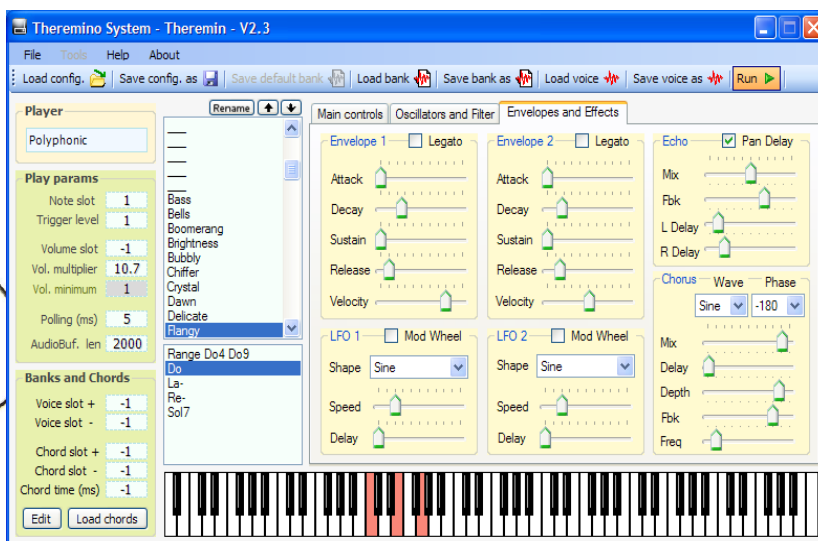 Theremino System - Theremin - V2.3
File Tools Help About
Load config. Save config. as Save default bank Load bank Save bank as Load voice Save voice as Run
Player
Polyphonic
Play params
Note slot 1
Trigger level 1
Volume slot -1
Vol. multiplier 10.7
Vol. minimum 1
Polling (ms) 5
AudioBuf. len 2000
Banks and Chords
Voice slot + -1
Voice slot - -1
Chord slot + -1
Chord slot - -1
Chord time (ms) -1
Edit Load chords
Rename
___
___
___
___
___
Bass
Bells
Boomerang
Brightness
Bubbly
Chiffer
Crystal
Dawn
Delicate
Flangy
Range Do4 Do9
Do
La-
Re-
Sol7
Main controls Oscillators and Filter Envelopes and Effects
Envelope 1 Legato
Attack
Decay
Sustain
Release
Velocity
Envelope 2 Legato
Attack
Decay
Sustain
Release
Velocity
Echo Pan Delay
Mix
Fbk
L Delay
R Delay
LFO 1 Mod Wheel
Shape Sine
Speed
Delay
LFO 2 Mod Wheel
Shape Sine
Speed
Delay
Chorus Wave Phase
Sine -180
Mix
Delay
Depth
Fbk
Freq